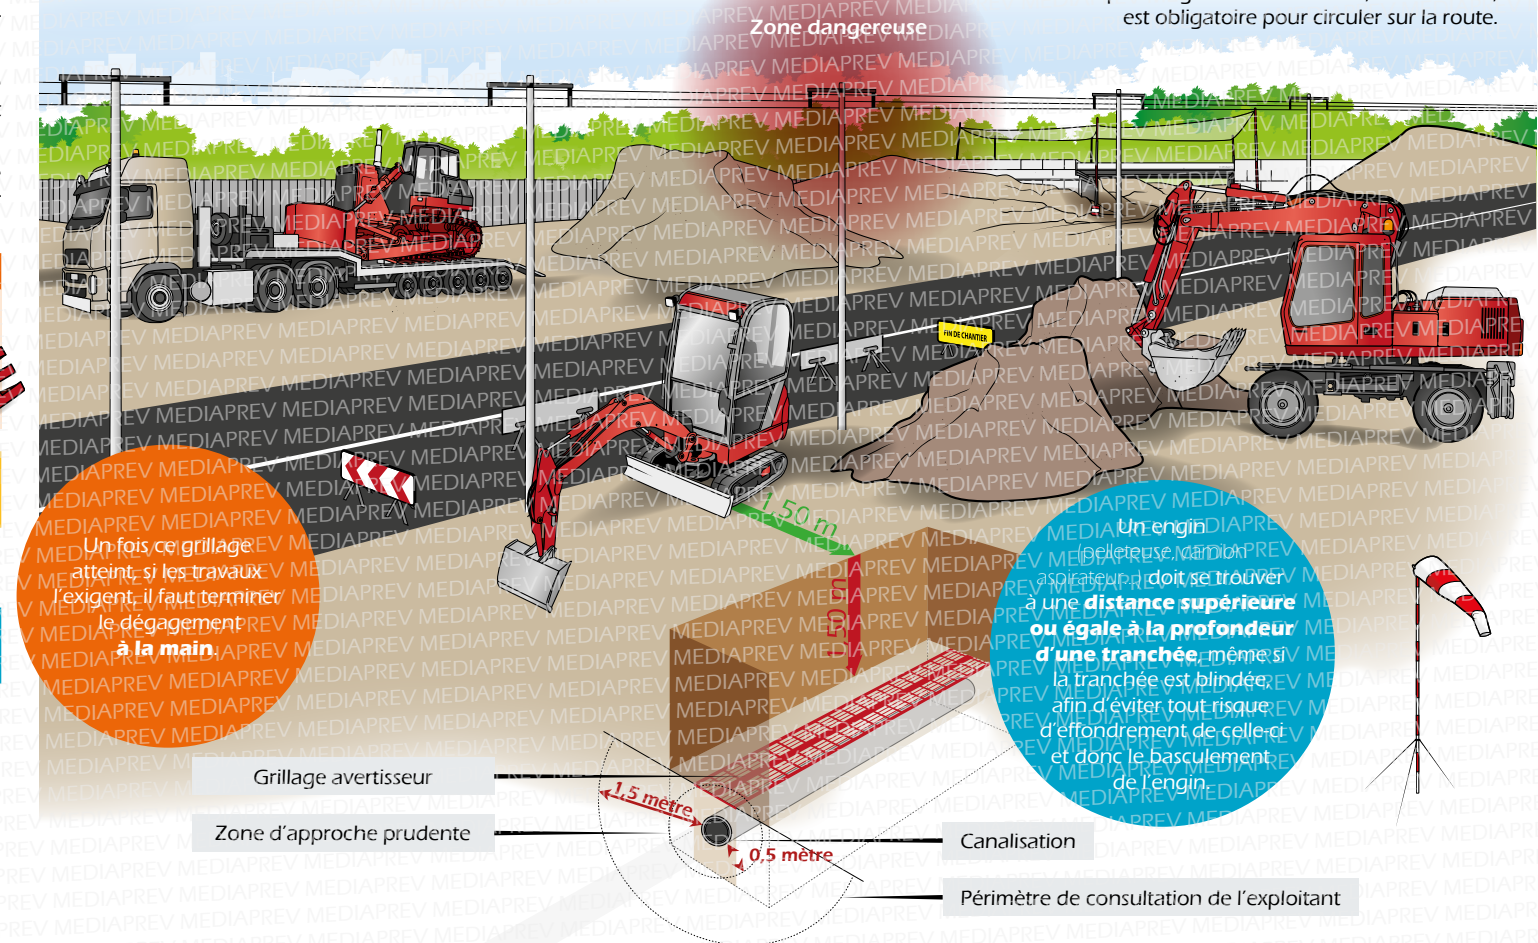 est obligatoire pour circuler sur la route.
Zone dangereuse
FIN DE CHANTIER
1,50 m
1,50 m
Un fois ce grillage
atteint, si les travaux
l'exigent, il faut terminer
le dégagement
à la main.
Un engin
(pelleteuse, camion
aspirateur...) doit se trouver
à une distance supérieure
ou égale à la profondeur
d'une tranchée, même si
la tranchée est blindée,
afin d'éviter tout risque
d'effondrement de celle-ci
et donc le basculement
de l'engin.
Grillage avertisseur
1,5 mètre
Zone d'approche prudente
0,5 mètre
Canalisation
Périmètre de consultation de l'exploitant